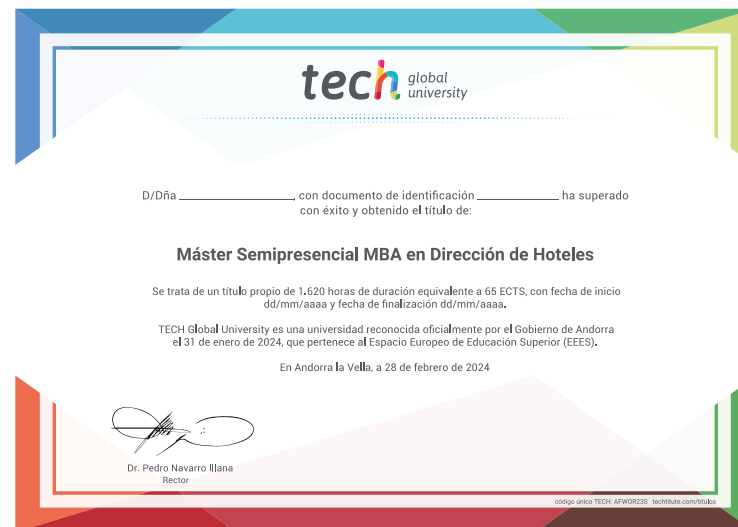 tech global university
D/Dña ____________________, con documento de identificación ______________ ha superado
con éxito y obtenido el título de:
Máster Semipresencial MBA en Dirección de Hoteles
Se trata de un título propio de 1.620 horas de duración equivalente a 65 ECTS, con fecha de inicio
dd/mm/aaaa y fecha de finalización dd/mm/aaaa.
TECH Global University es una universidad reconocida oficialmente por el Gobierno de Andorra
el 31 de enero de 2024, que pertenece al Espacio Europeo de Educación Superior (EEES).
En Andorra la Vella, a 28 de febrero de 2024
Dr. Pedro Navarro Illana
Rector
código único TECH: AFWOR23S techtitute.com/titulos